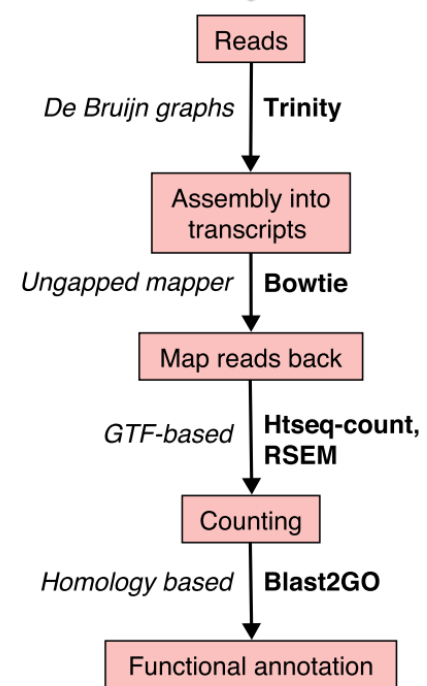 Reads
De Bruijn graphs Trinity
Assembly into
transcripts
Ungapped mapper Bowtie
Map reads back
GTF-based Htseq-count,
RSEM
Counting
Homology based Blast2GO
Functional annotation